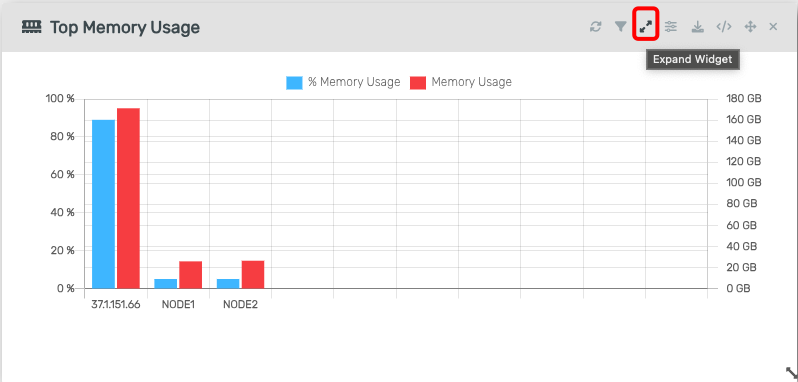 Top Memory Usage
Expand Widget
% Memory Usage Memory Usage
100 % 180 GB
160 GB
80 % 140 GB
120 GB
60 % 100 GB
40 % 80 GB
60 GB
20 % 40 GB
20 GB
0 % 0 GB
37.1.151.66 NODE1 NODE2